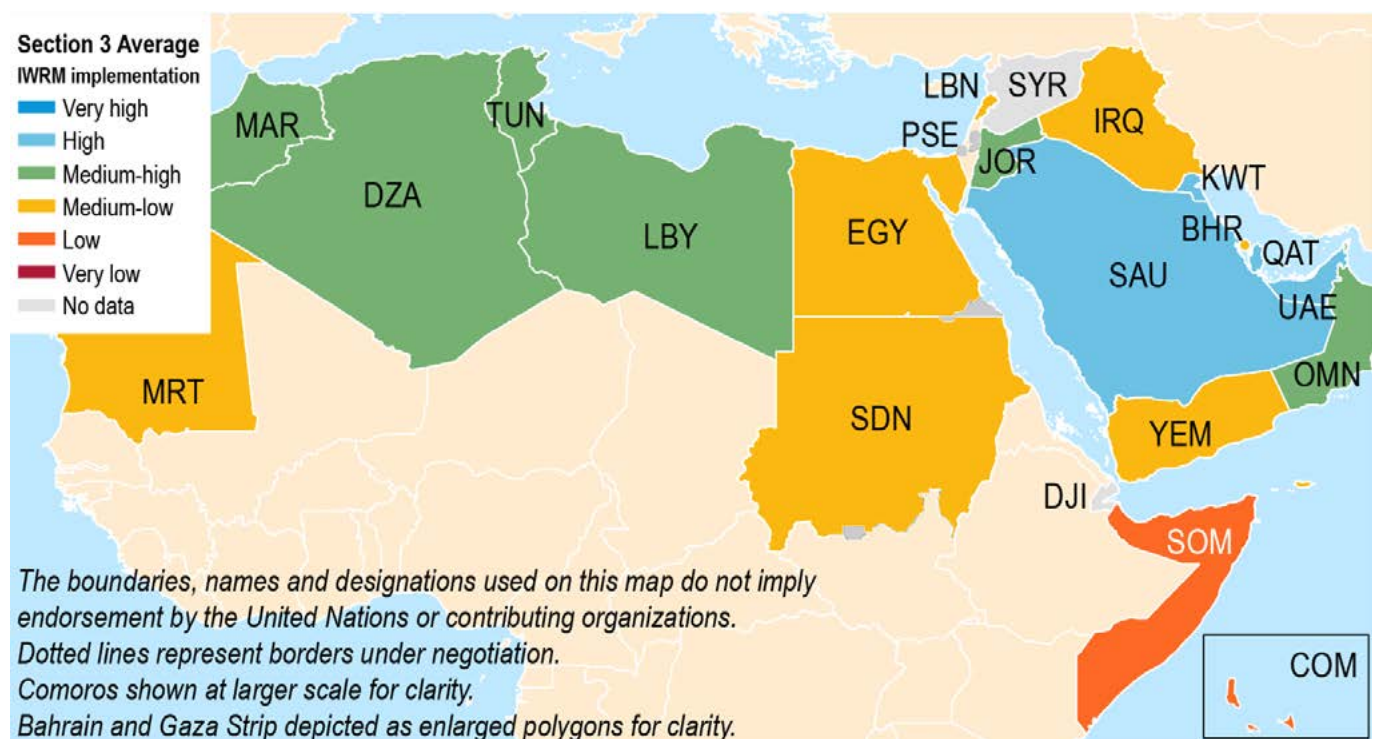 Section 3 Average
IWRM implementation
Very high
High
Medium-high
Medium-low
Low
Very low
No data
MAR
DZA
TUN
LBY
EGY
LBN
SYR
PSE
JOR
IRQ
KWT
BHR
QAT
SAU
UAE
OMN
MRT
SDN
YEM
DJI
SOM
COM
The boundaries, names and designations used on this map do not imply
endorsement by the United Nations or contributing organizations.
Dotted lines represent borders under negotiation.
Comoros shown at larger scale for clarity.
Bahrain and Gaza Strip depicted as enlarged polygons for clarity.